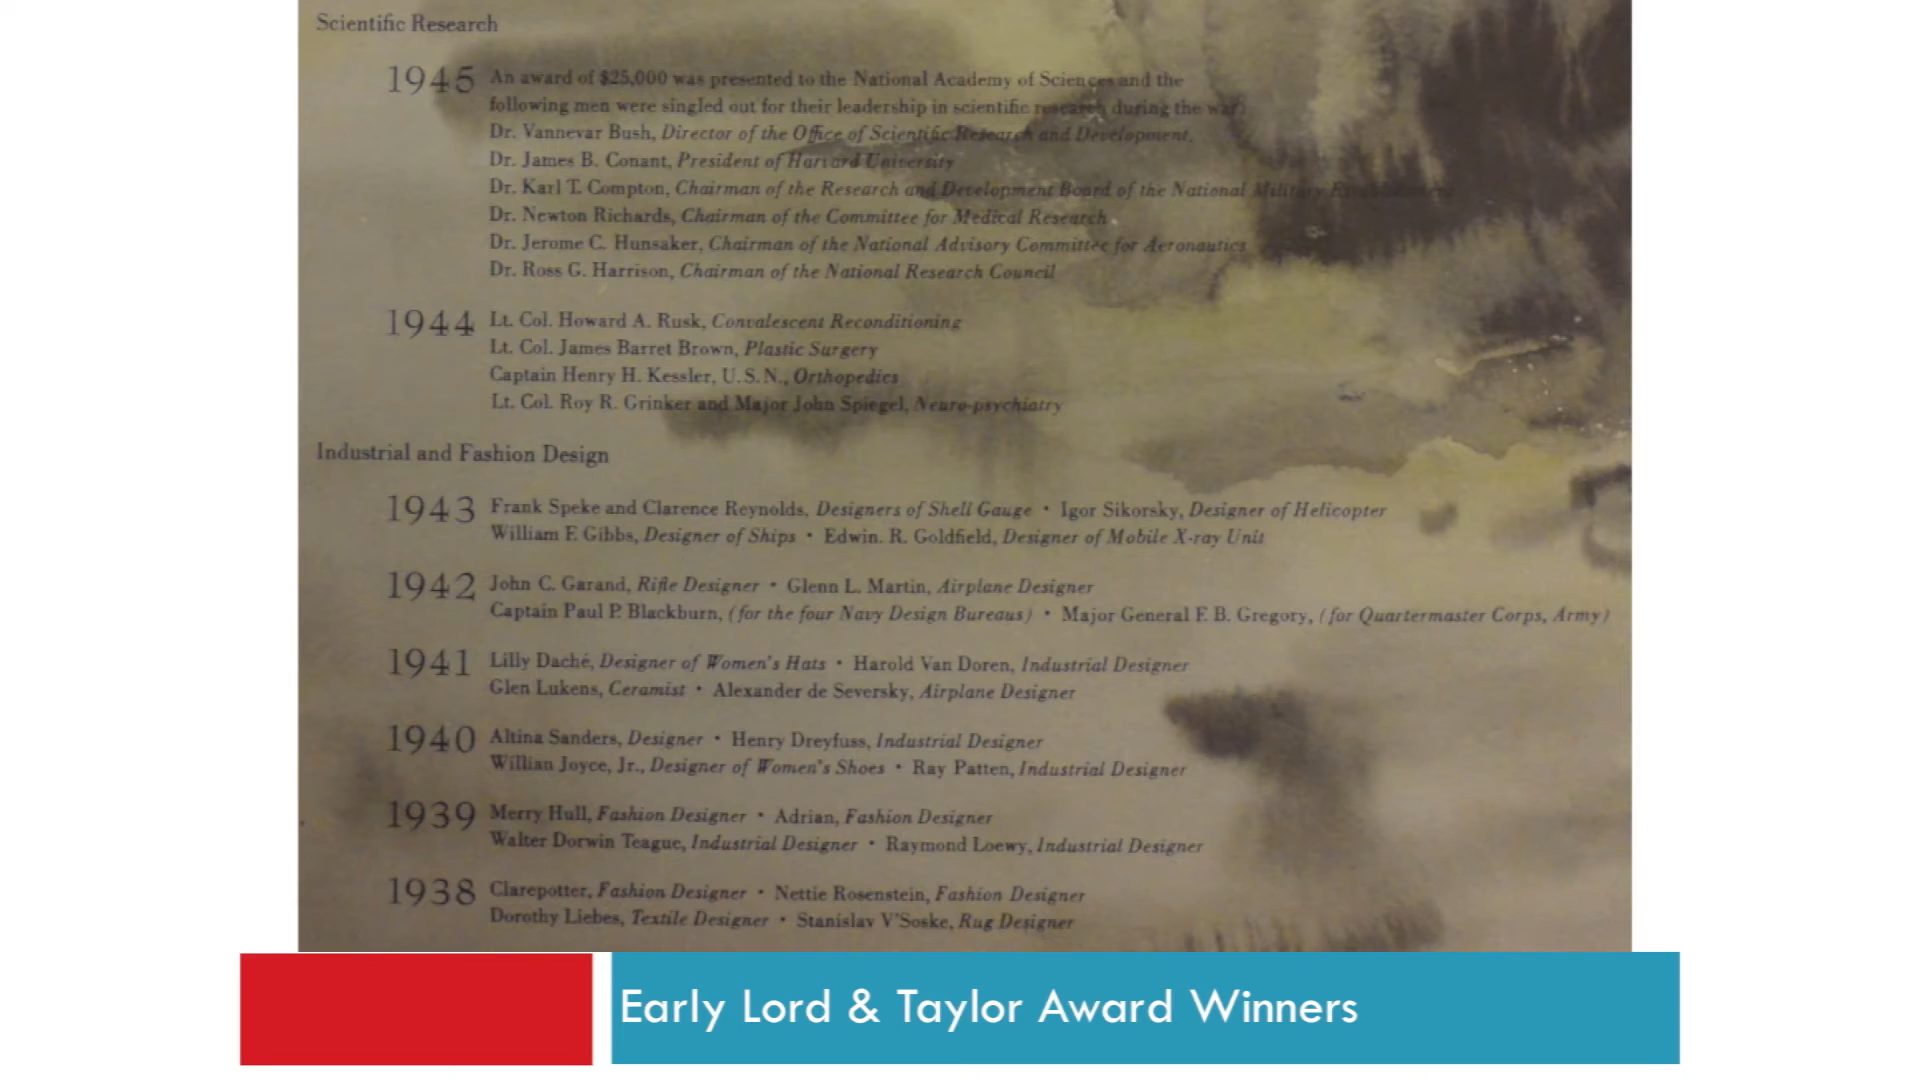 Scientific Research
1945 An award of $25,000 was presented to the National Academy of Sciences and the
following men were singled out for their leadership in scientific research during the war:
Dr. Vannevar Bush, Director of the Office of Scientific Research and Development,
Dr. James B. Conant, President of Harvard University
Dr. Karl T. Compton, Chairman of the Research and Development Board of the National Military
Dr. Newton Richards, Chairman of the Committee for Medical Research
Dr. Jerome C. Hunsaker, Chairman of the National Advisory Committee for Aeronautics
Dr. Ross G. Harrison, Chairman of the National Research Council
1944 Lt. Col. Howard A. Rusk, Convalescent Reconditioning
Lt. Col. James Barret Brown, Plastic Surgery
Captain Henry H. Kessler, U.S.N., Orthopedics
Lt. Col. Roy R. Grinker and Major John Spiegel, Neuro-psychiatry
Industrial and Fashion Design
1943 Frank Speke and Clarence Reynolds, Designers of Shell Gauge • Igor Sikorsky, Designer of Helicopter
William F. Gibbs, Designer of Ships • Edwin. R. Goldfield, Designer of Mobile X-ray Unit
1942 John C. Garand, Rifle Designer • Glenn L. Martin, Airplane Designer
Captain Paul P. Blackburn, (for the four Navy Design Bureaus) • Major General F. B. Gregory, (for Quartermaster Corps, Army)
1941 Lilly Daché, Designer of Women's Hats • Harold Van Doren, Industrial Designer
Glen Lukens, Ceramist • Alexander de Seversky, Airplane Designer
1940 Altina Sanders, Designer • Henry Dreyfuss, Industrial Designer
Willian Joyce, Jr., Designer of Women's Shoes • Ray Patten, Industrial Designer
1939 Merry Hull, Fashion Designer • Adrian, Fashion Designer
Walter Dorwin Teague, Industrial Designer • Raymond Loewy, Industrial Designer
1938 Clarepotter, Fashion Designer • Nettie Rosenstein, Fashion Designer
Dorothy Liebes, Textile Designer • Stanislav V'Soske, Rug Designer
Early Lord & Taylor Award Winners